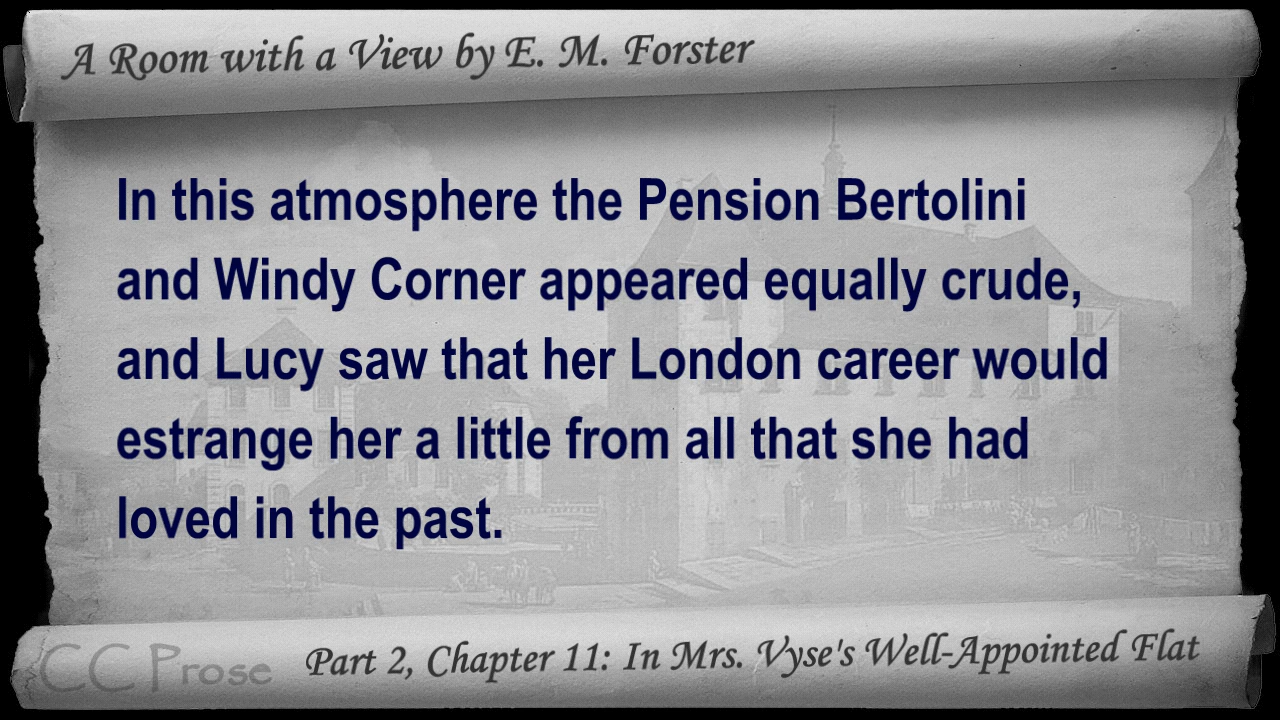 A Room with a View by E. M. Forster
In this atmosphere the Pension Bertolini
and Windy Corner appeared equally crude,
and Lucy saw that her London career would
estrange her a little from all that she had
loved in the past.
CC Prose
Part 2, Chapter 11: In Mrs. Vyse's Well-Appointed Flat